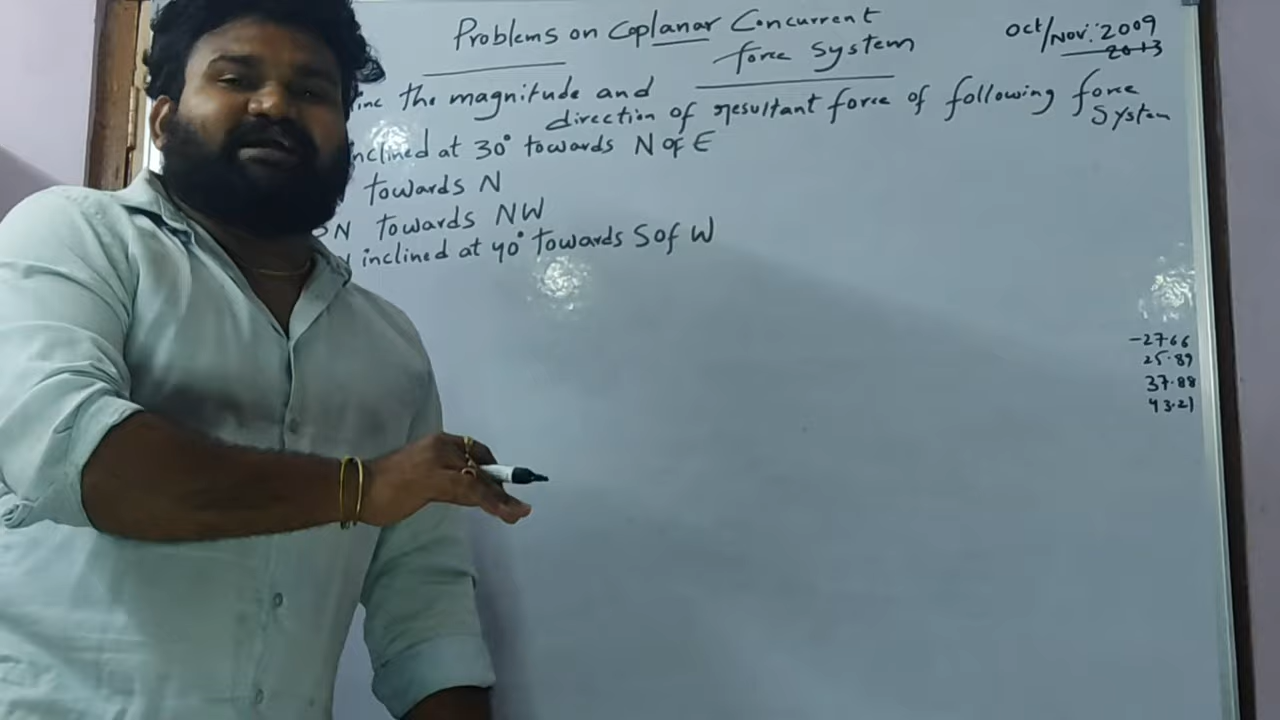 Problems on Coplanar Concurrent
force system
Oct/Nov. 2009
2013
the magnitude and
direction of resultant force of following force
System
inclined at 30° towards N of E
towards N
N towards NW
inclined at 40° towards S of W
-27.66
25.89
37.88
43.21